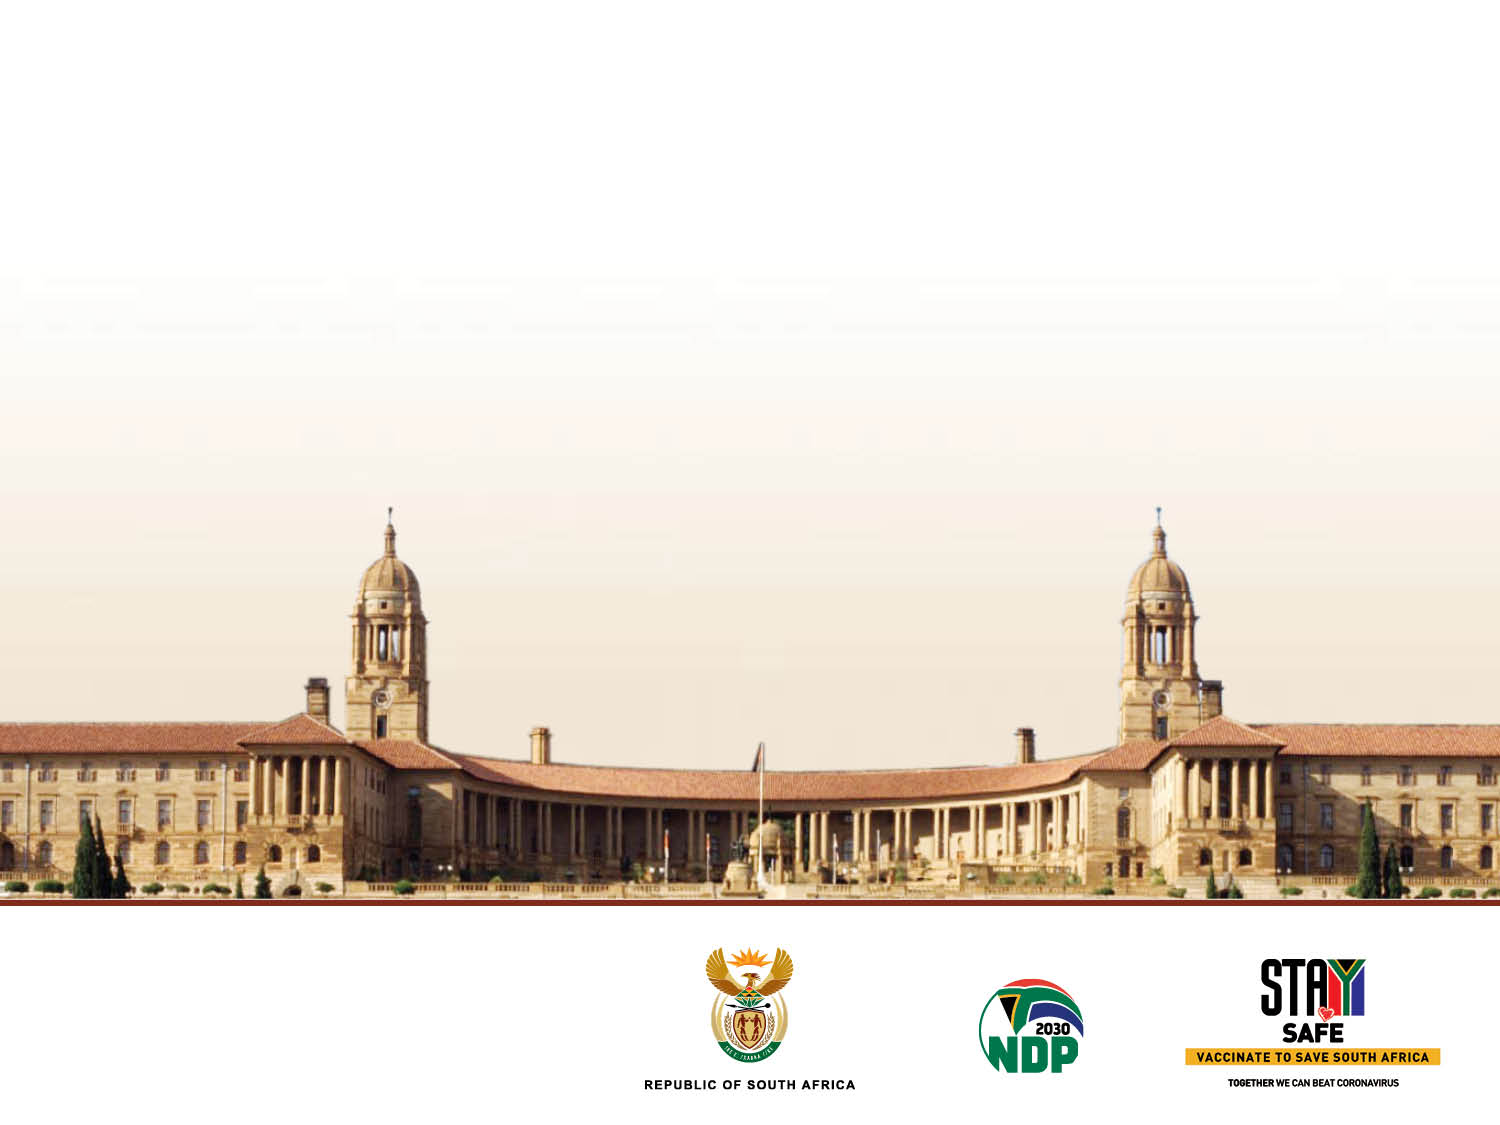 REPUBLIC OF SOUTH AFRICA
2030
NDP
STAY
SAFE
VACCINATE TO SAVE SOUTH AFRICA
TOGETHER WE CAN BEAT CORONAVIRUS